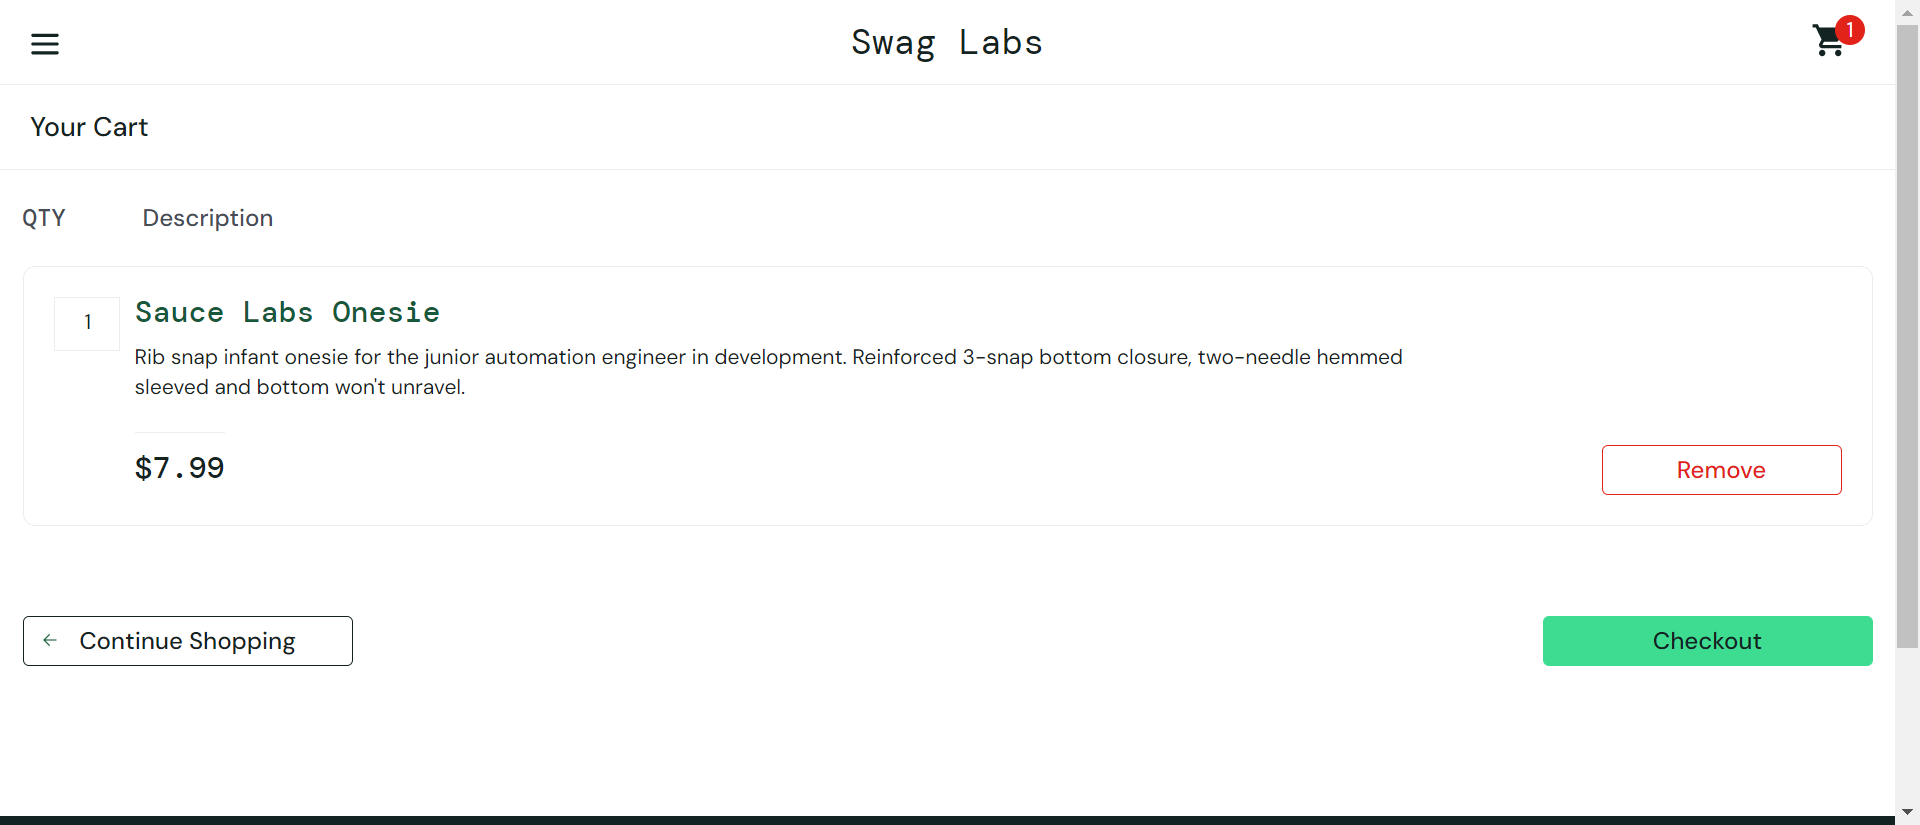 Swag Labs
1
Your Cart
QTY Description
1
Sauce Labs Onesie
Rib snap infant onesie for the junior automation engineer in development. Reinforced 3-snap bottom closure, two-needle hemmed
sleeved and bottom won't unravel.
$7.99
Remove
Continue Shopping
Checkout